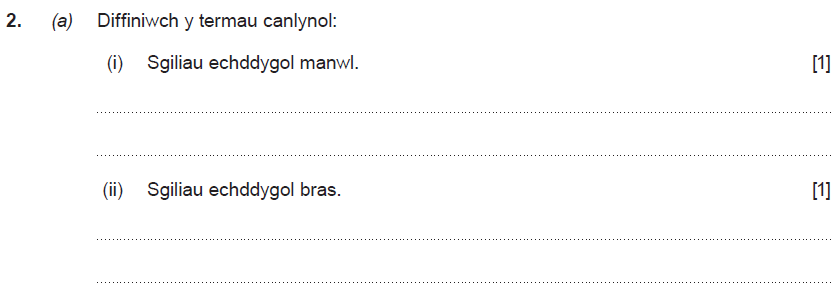 2. (a) Diffiniwch y termau canlynol:
(i) Sgiliau echddygol manwl. [1]
(ii) Sgiliau echddygol bras. [1]